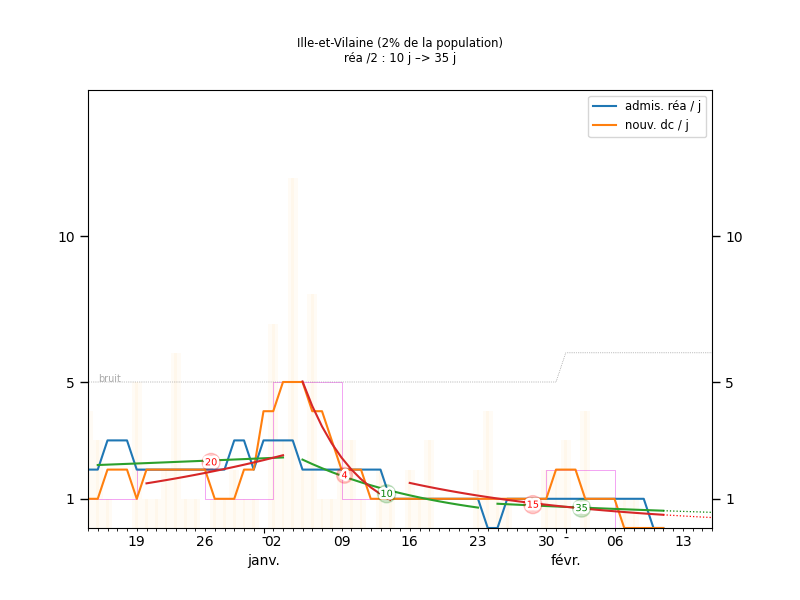 Ille-et-Vilaine (2% de la population)
réa /2 : 10 j –> 35 j
admis. réa / j
nouv. dc / j
10
10
bruit
5
5
20
4
10
15
35
1
1
19
26
02
09
16
23
30
06
13
janv.
févr.